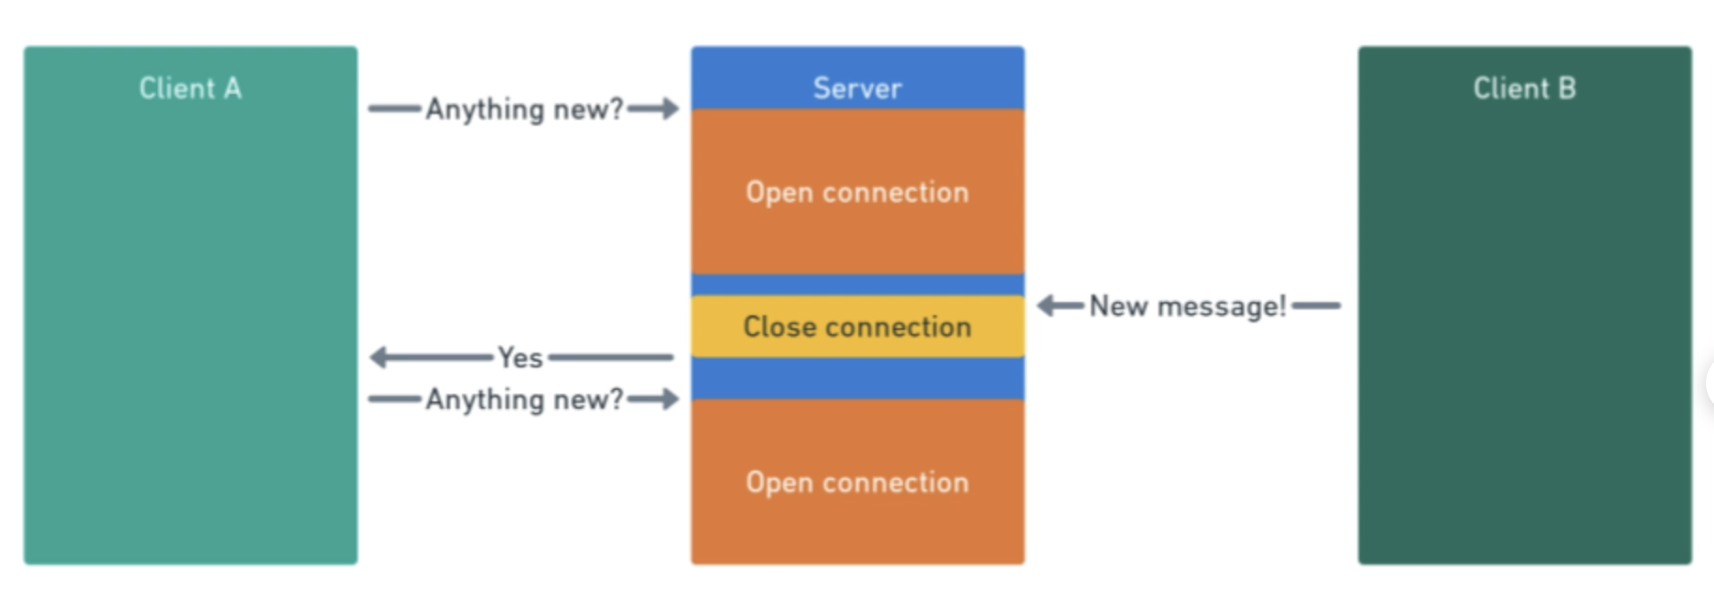 Client A
Server
Client B
Anything new?
Open connection
New message!
Close connection
Yes
Anything new?
Open connection